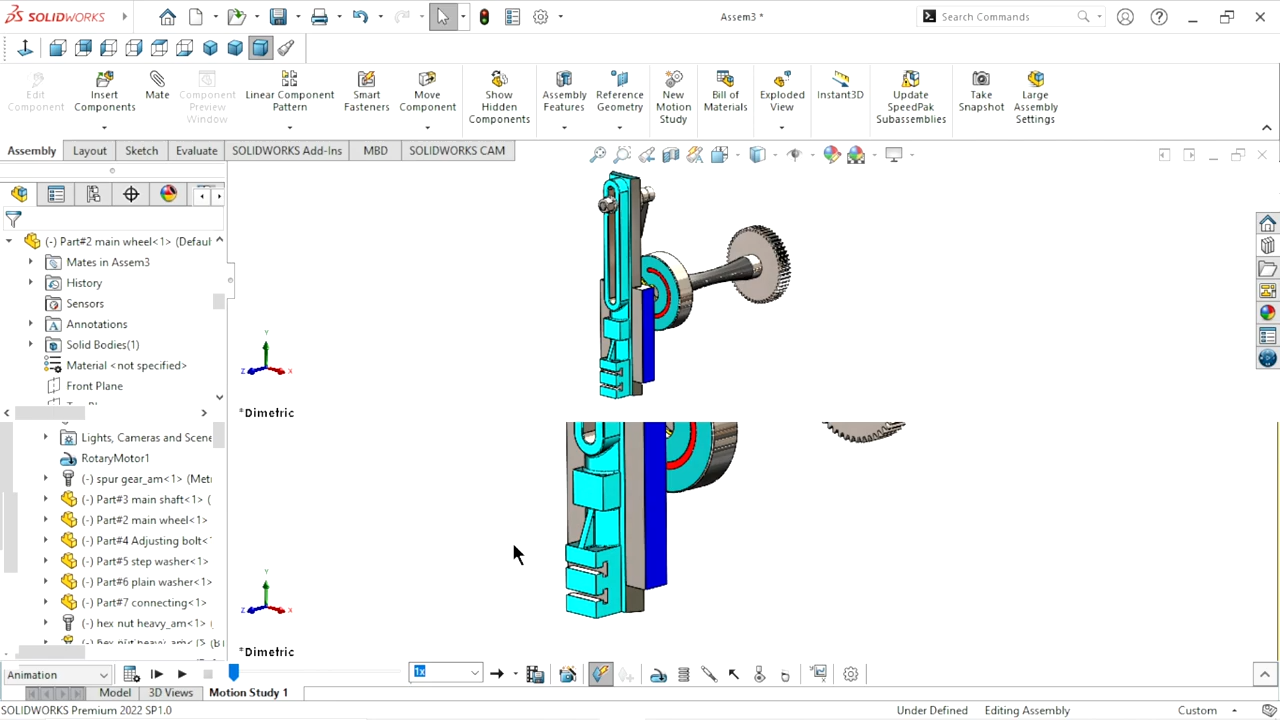 SOLIDWORKS
Assem3 *
Search Commands
Edit Component
Insert Components
Mate
Component Preview Window
Linear Component Pattern
Smart Fasteners
Move Component
Show Hidden Components
Assembly Features
Reference Geometry
New Motion Study
Bill of Materials
Exploded View
Instant3D
Update SpeedPak Subassemblies
Take Snapshot
Large Assembly Settings
Assembly
Layout
Sketch
Evaluate
SOLIDWORKS Add-Ins
MBD
SOLIDWORKS CAM
(-) Part#2 main wheel<1> (Defaul
Mates in Assem3
History
Sensors
Annotations
Solid Bodies(1)
Material <not specified>
Front Plane
Y
Z
X
*Dimetric
Lights, Cameras and Scene
RotaryMotor1
(-) spur gear_am<1> (Metr
(-) Part#3 main shaft<1> (
(-) Part#2 main wheel<1>
(-) Part#4 Adjusting bolt<
(-) Part#5 step washer<1>
(-) Part#6 plain washer<1>
(-) Part#7 connecting<1>
(-) hex nut heavy_am<1>
Y
Z
X
*Dimetric
Animation
1x
Model
3D Views
Motion Study 1
SOLIDWORKS Premium 2022 SP1.0
Under Defined
Editing Assembly
Custom